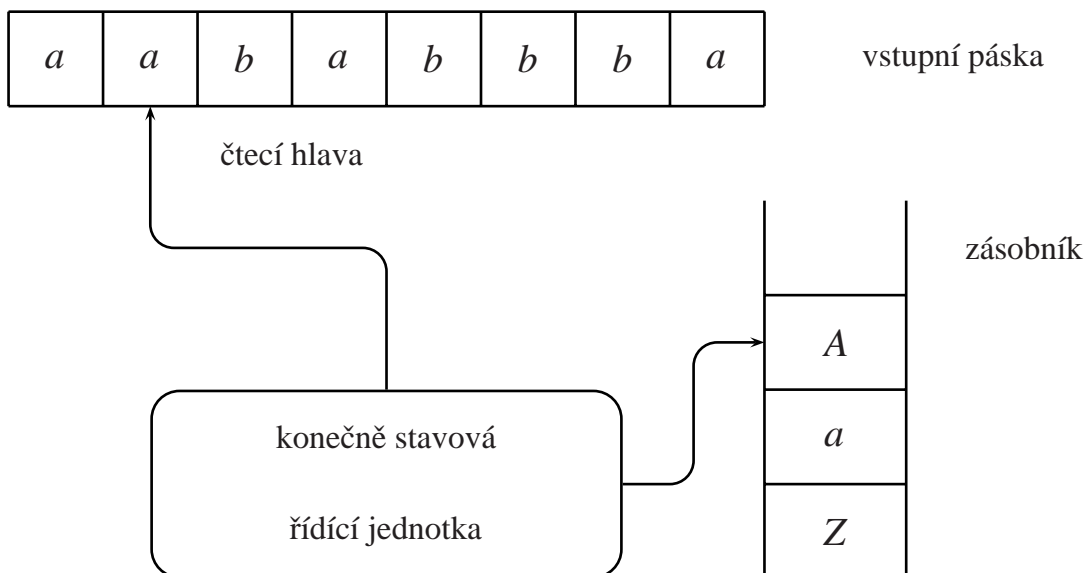 a a b a b b b a
vstupní páska
čtecí hlava
zásobník
A
konečně stavová
a
řídící jednotka
Z